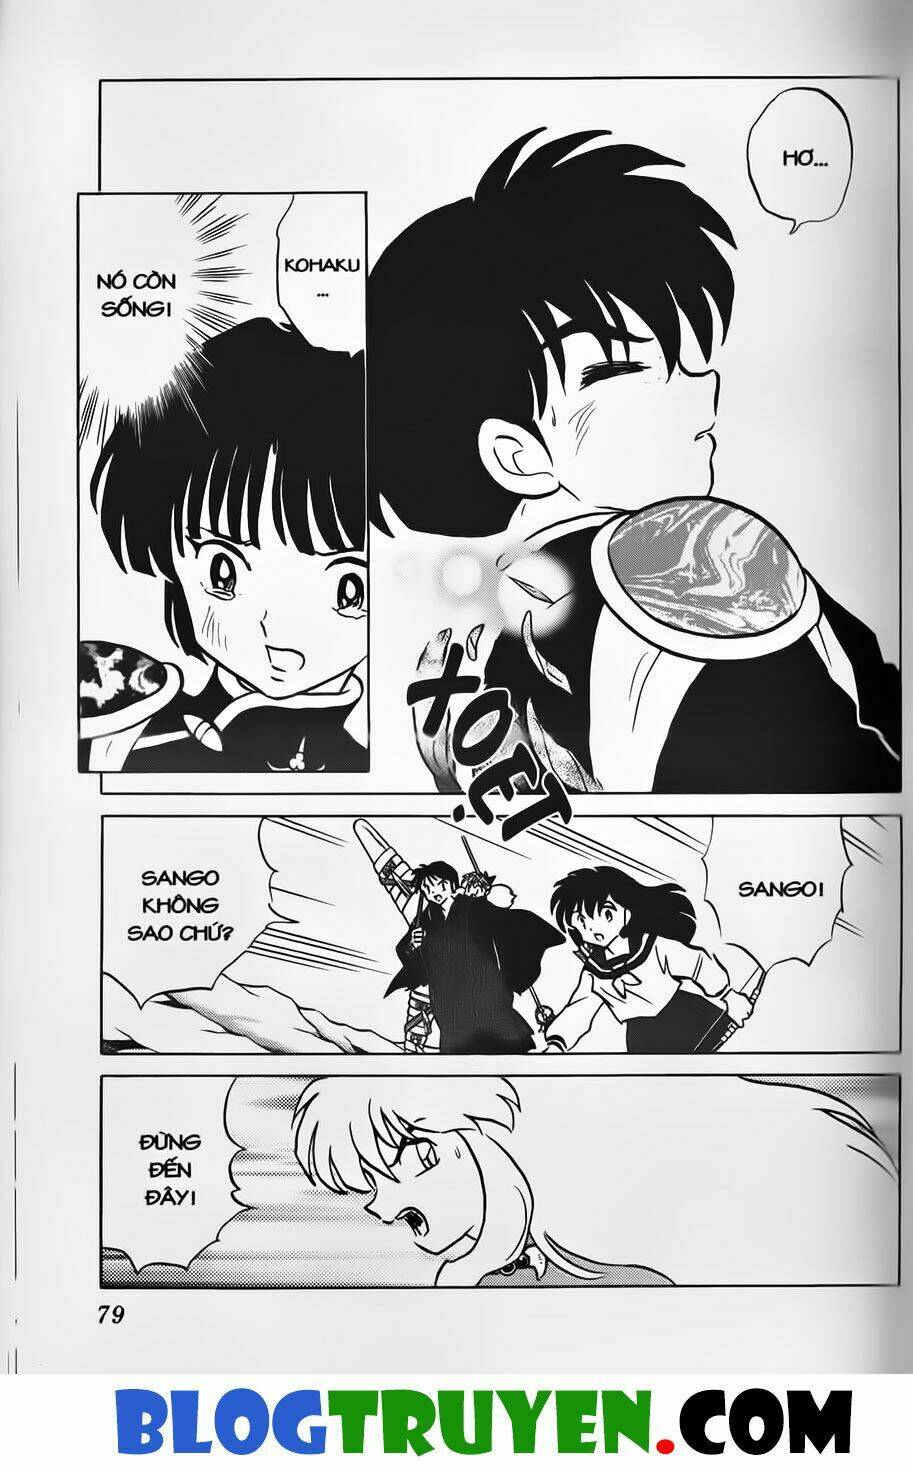 HƠ...
KOHAKU
...
NÓ CÒN
SỐNG!
XOẸT
SANGO!
SANGO
KHÔNG
SAO CHỨ?
ĐỪNG
ĐẾN
ĐÂY!
79
BLOGTRUYEN.COM